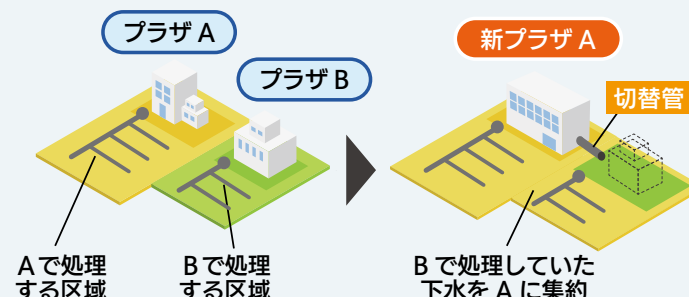 プラザ A
プラザ B
新プラザ A
切替管
A で処理
する区域
B で処理
する区域
B で処理していた
下水を A に集約